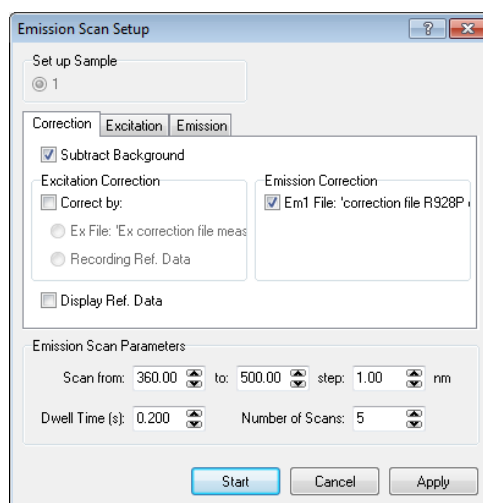 Emission Scan Setup
Set up Sample
1
Correction Excitation Emission
Subtract Background
Excitation Correction Emission Correction
Correct by: Em1 File: 'correction file R928P
Ex File: 'Ex correction file meas
Recording Ref. Data
Display Ref. Data
Emission Scan Parameters
Scan from: 360.00 to: 500.00 step: 1.00 nm
Dwell Time (s): 0.200 Number of Scans: 5
Start Cancel Apply